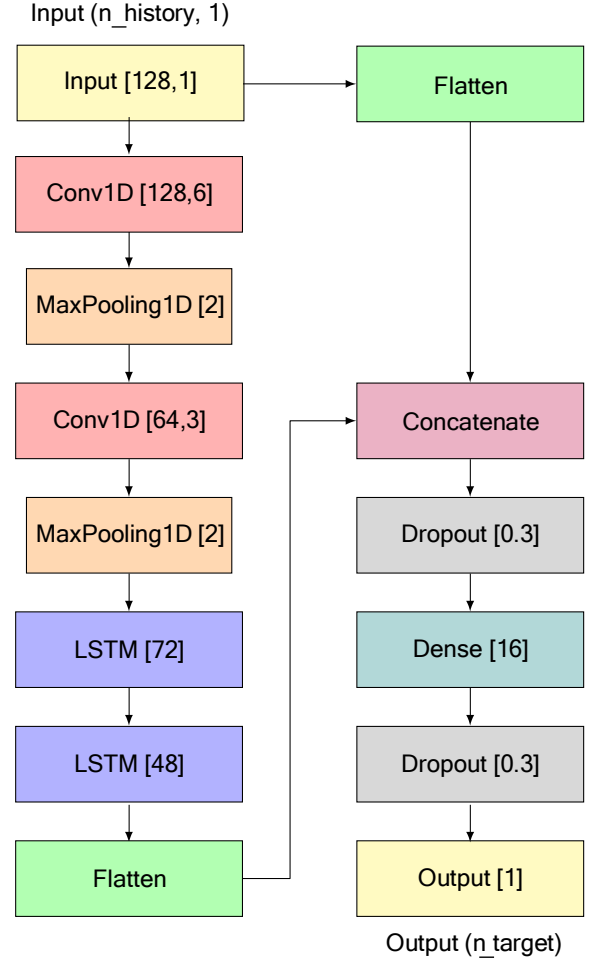 Input (n_history, 1)
Input [128,1]
Conv1D [128,6]
MaxPooling1D [2]
Conv1D [64,3]
MaxPooling1D [2]
LSTM [72]
LSTM [48]
Flatten
Flatten
Concatenate
Dropout [0.3]
Dense [16]
Dropout [0.3]
Output [1]
Output (n_target)